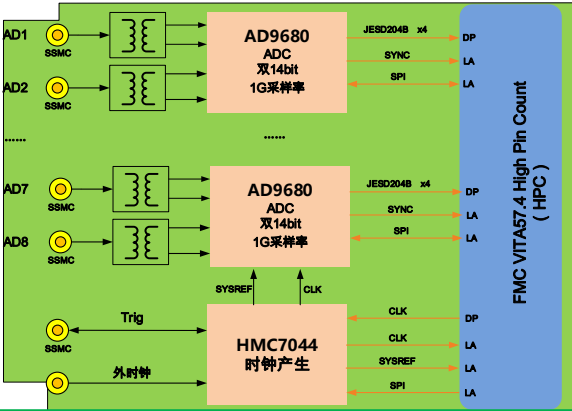 AD1
SSMC
AD2
SSMC
......
AD7
SSMC
AD8
SSMC
SSMC
AD9680
ADC
双14bit
1G采样率
......
AD9680
ADC
双14bit
1G采样率
SYSREF
CLK
Trig
外时钟
HMC7044
时钟产生
JESD204B x4
SYNC
SPI
JESD204B x4
SYNC
SPI
CLK
CLK
SYSREF
SPI
DP
LA
LA
DP
LA
LA
DP
LA
LA
LA
FMC VITA57.4 High Pin Count
( HPC )